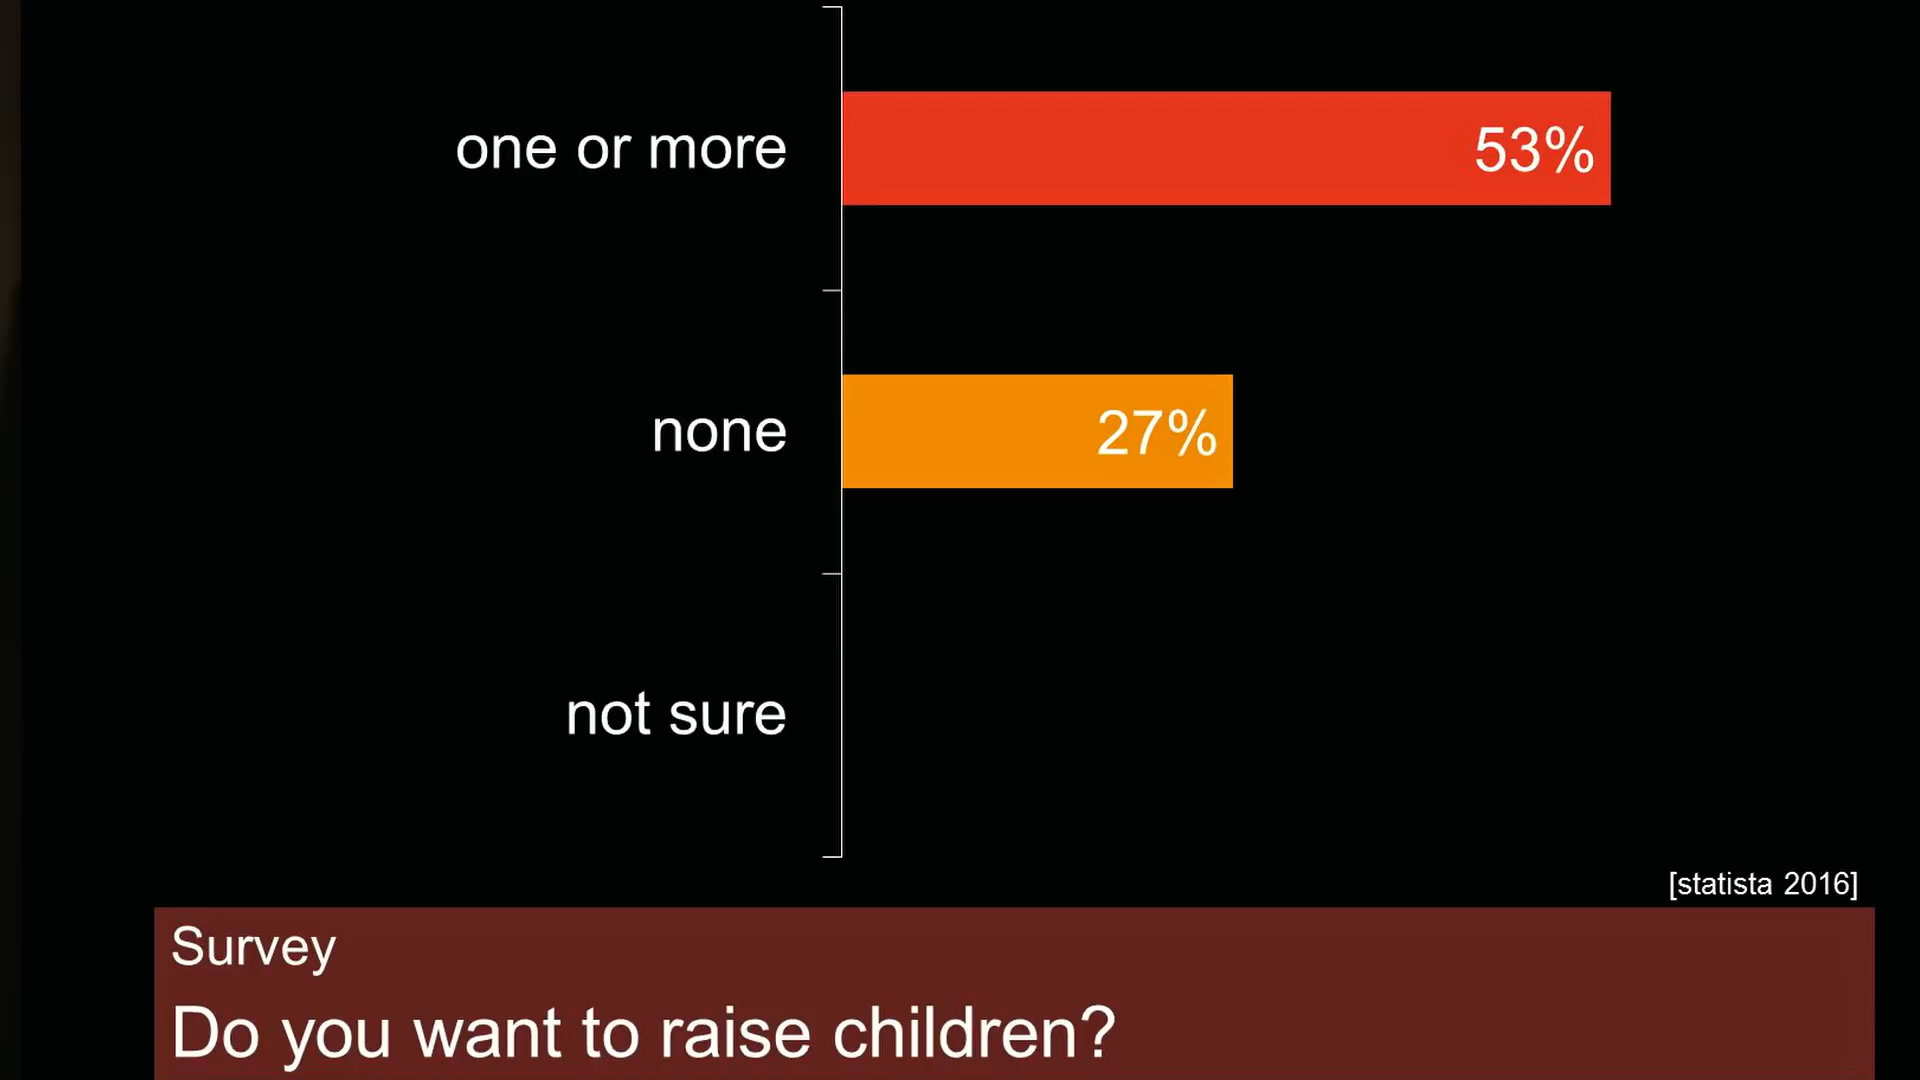 one or more
53%
none
27%
not sure
[statista 2016]
Survey
Do you want to raise children?